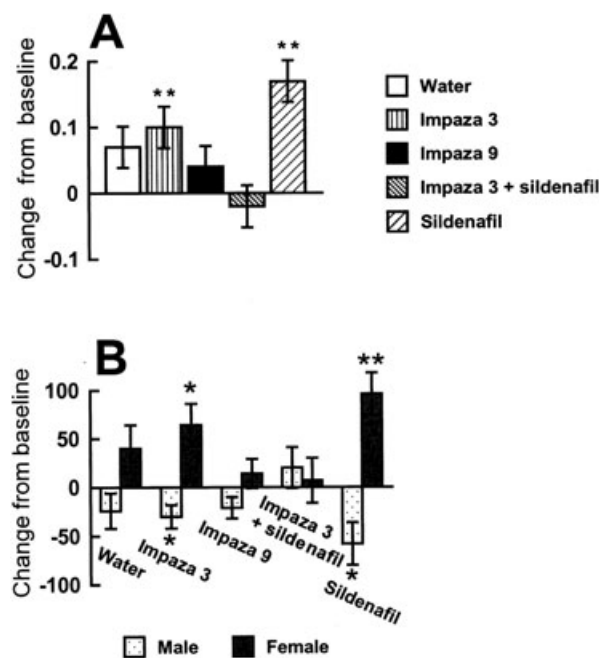 A
Change from baseline
0.2
0.1
0
-0.1
**
**
Water
Impaza 3
Impaza 9
Impaza 3 + sildenafil
Sildenafil
B
Change from baseline
100
50
0
-50
-100
*
**
*
*
Water
Impaza 3
Impaza 9
Impaza 3
+ sildenafil
Sildenafil
Male
Female